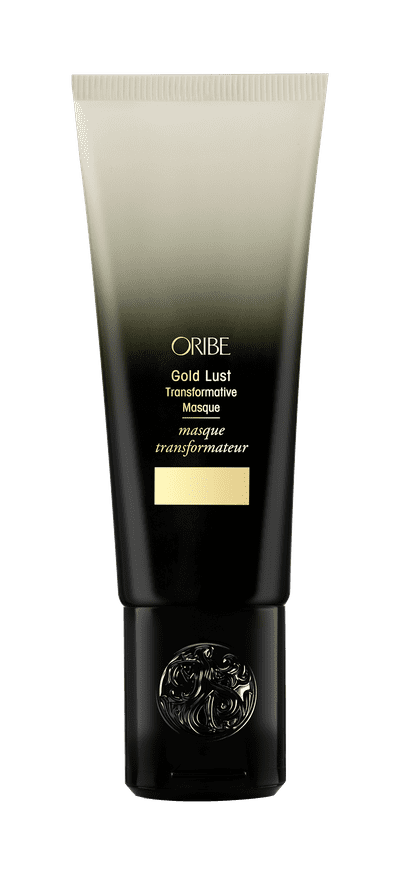 ORIBE
Gold Lust
Transformative
Masque
masque
transformateur